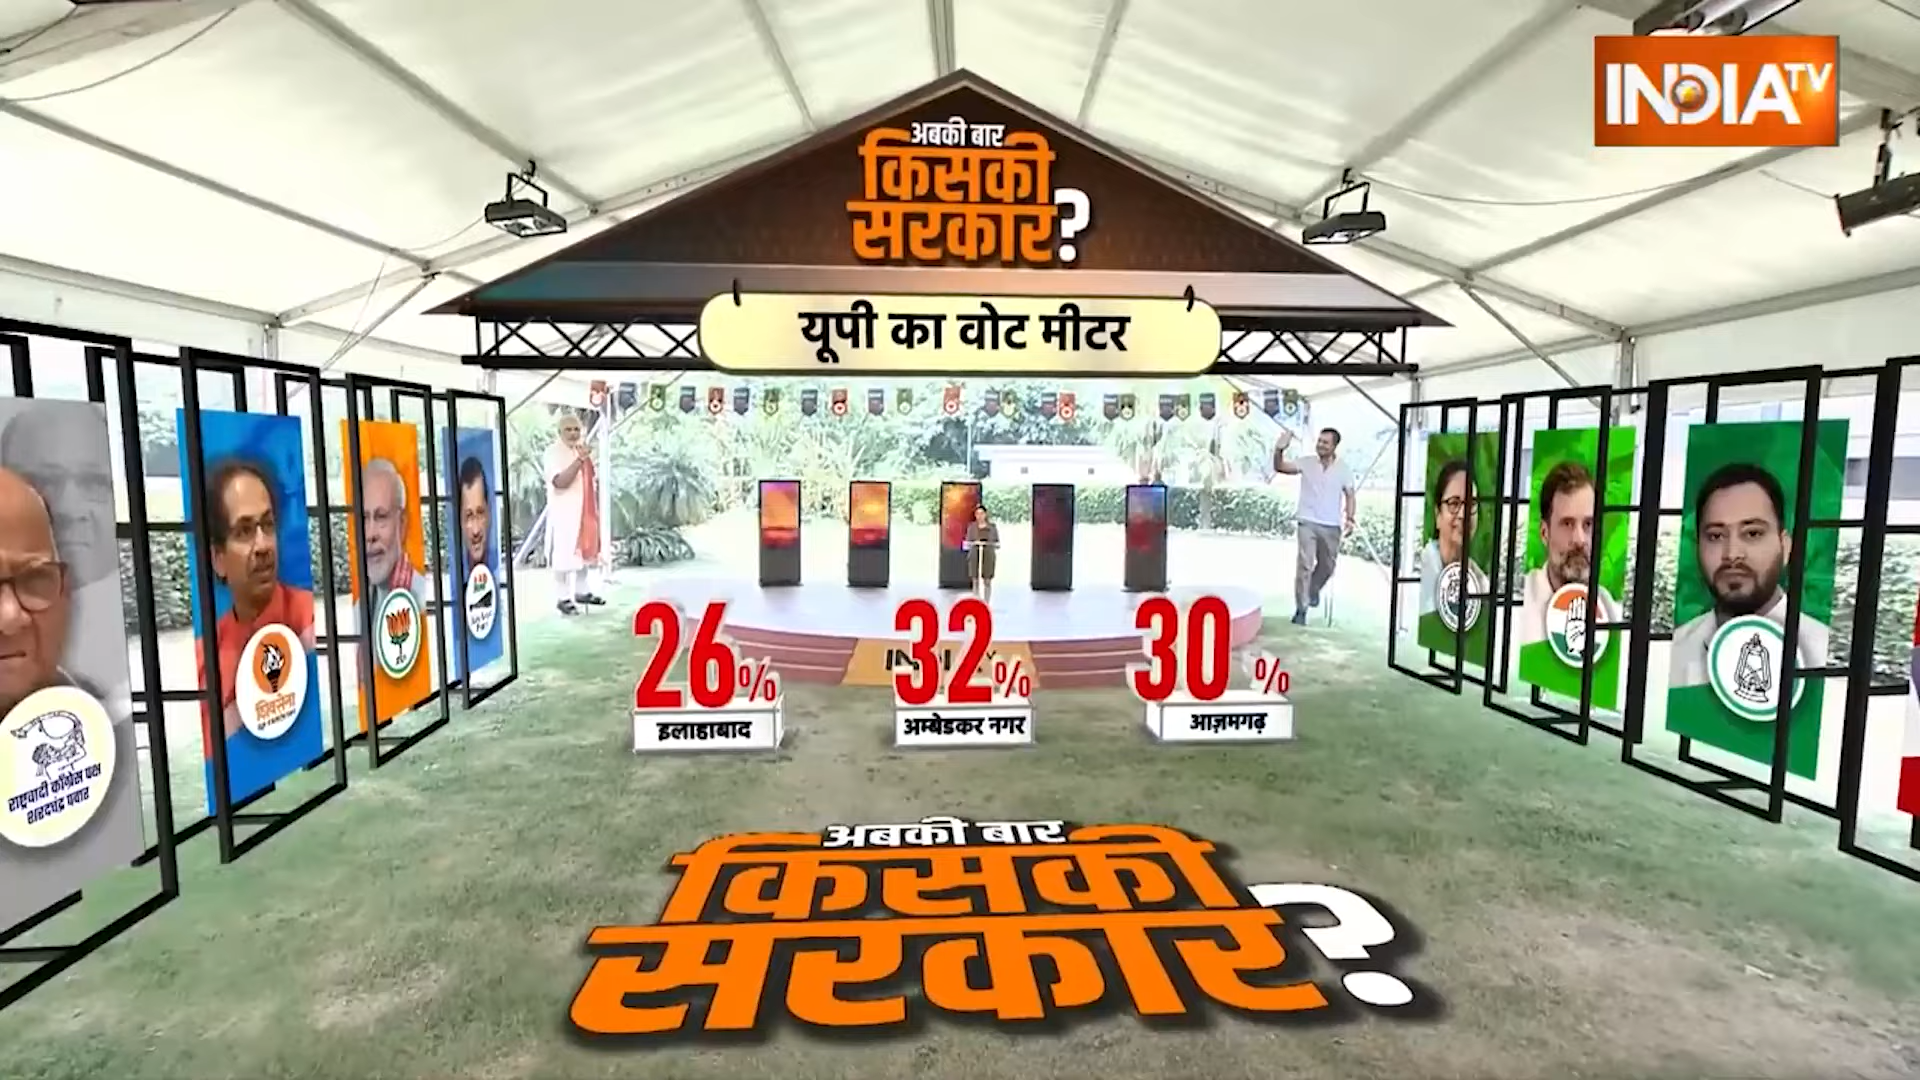 INDIA TV
अबकी बार
किसकी
सरकार?
यूपी का वोट मीटर
26%
इलाहाबाद
32%
अम्बेडकर नगर
30 %
आज़मगढ़
शिवसेना
राष्ट्रवादी काँग्रेस पक्ष
शरदचंद्र पवार
अबकी बार
किसकी
सरकार?